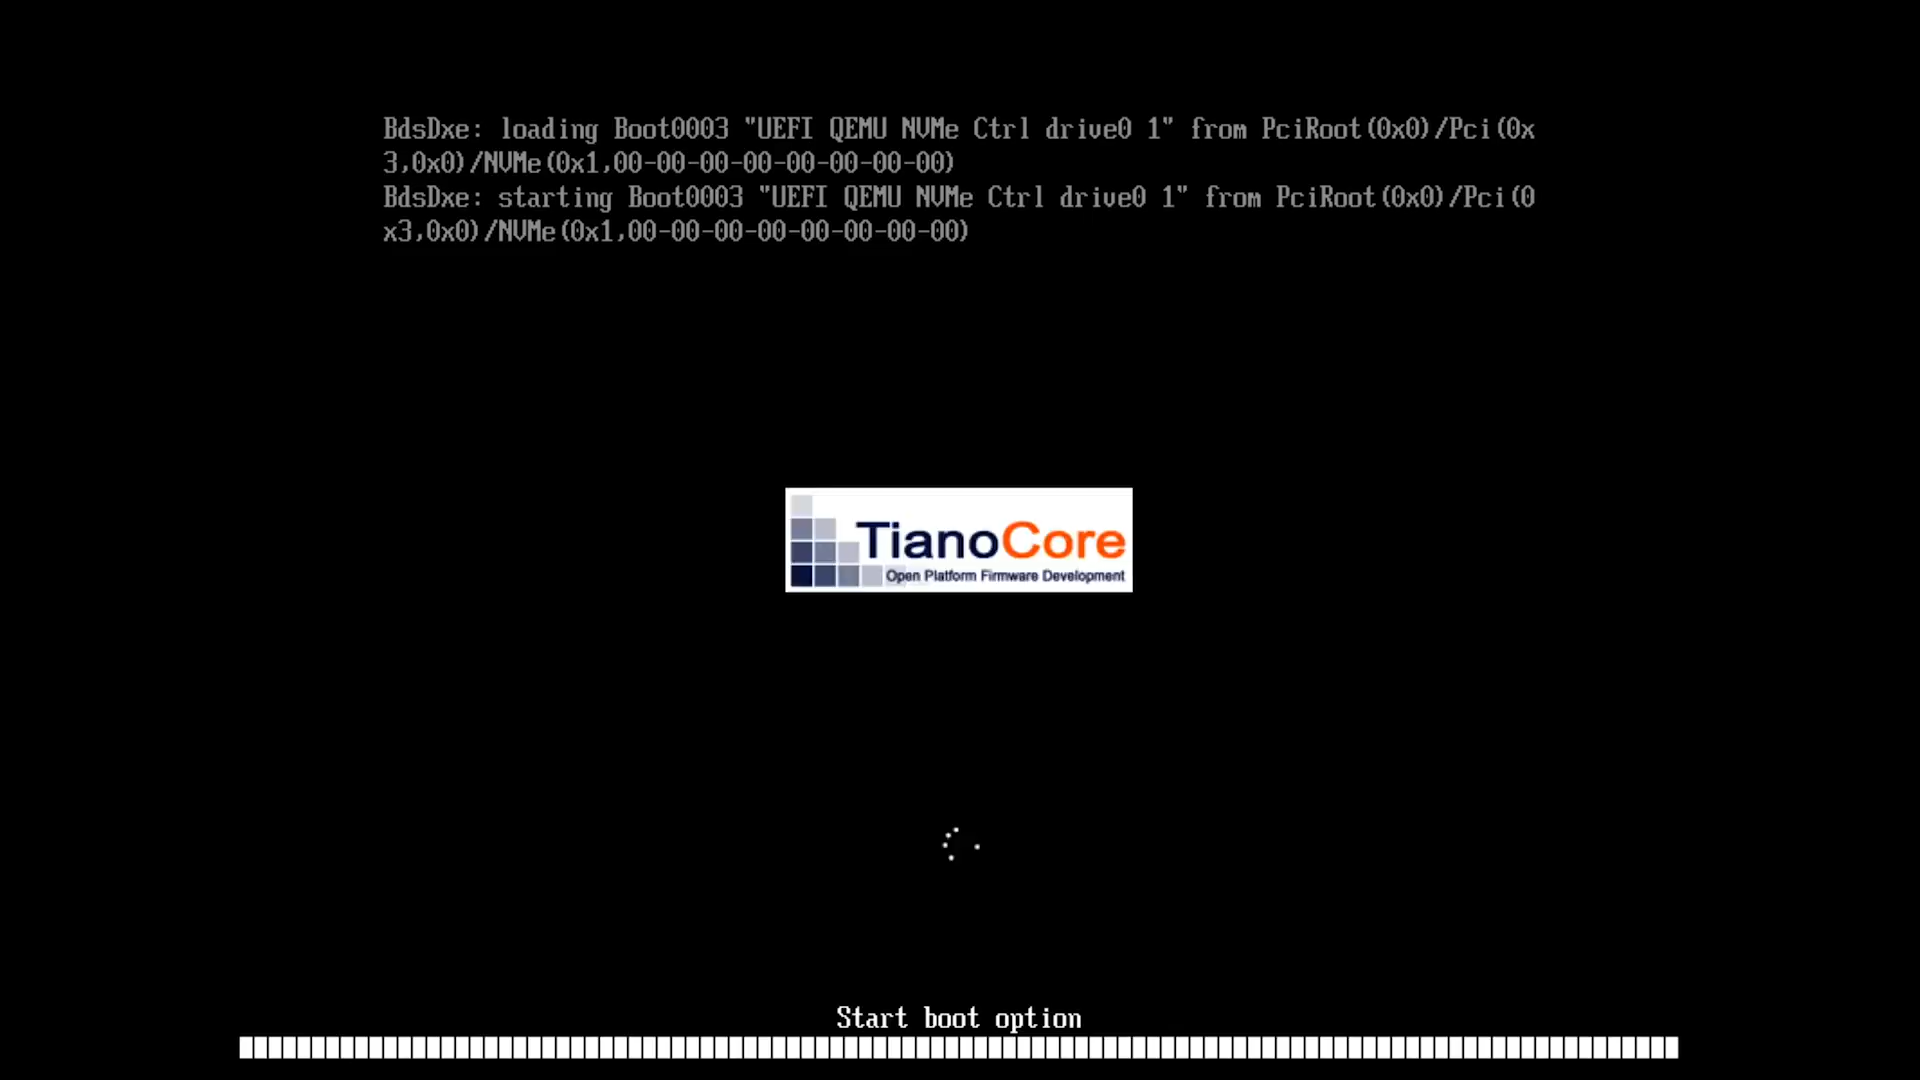 BdsDxe: loading Boot0003 "UEFI QEMU NVMe Ctrl drive0 1" from PciRoot(0x0)/Pci(0x
3,0x0)/NVMe(0x1,00-00-00-00-00-00-00-00)
BdsDxe: starting Boot0003 "UEFI QEMU NVMe Ctrl drive0 1" from PciRoot(0x0)/Pci(0
x3,0x0)/NVMe(0x1,00-00-00-00-00-00-00-00)
TianoCore
Open Platform Firmware Development
Start boot option